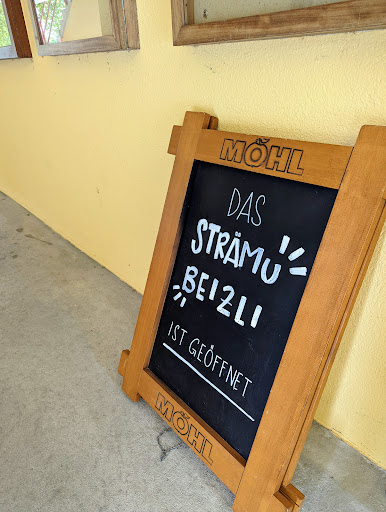 MÖHL
DAS
STRÄMU
BEIZLI
IST GEÖFFNET
MÖHL